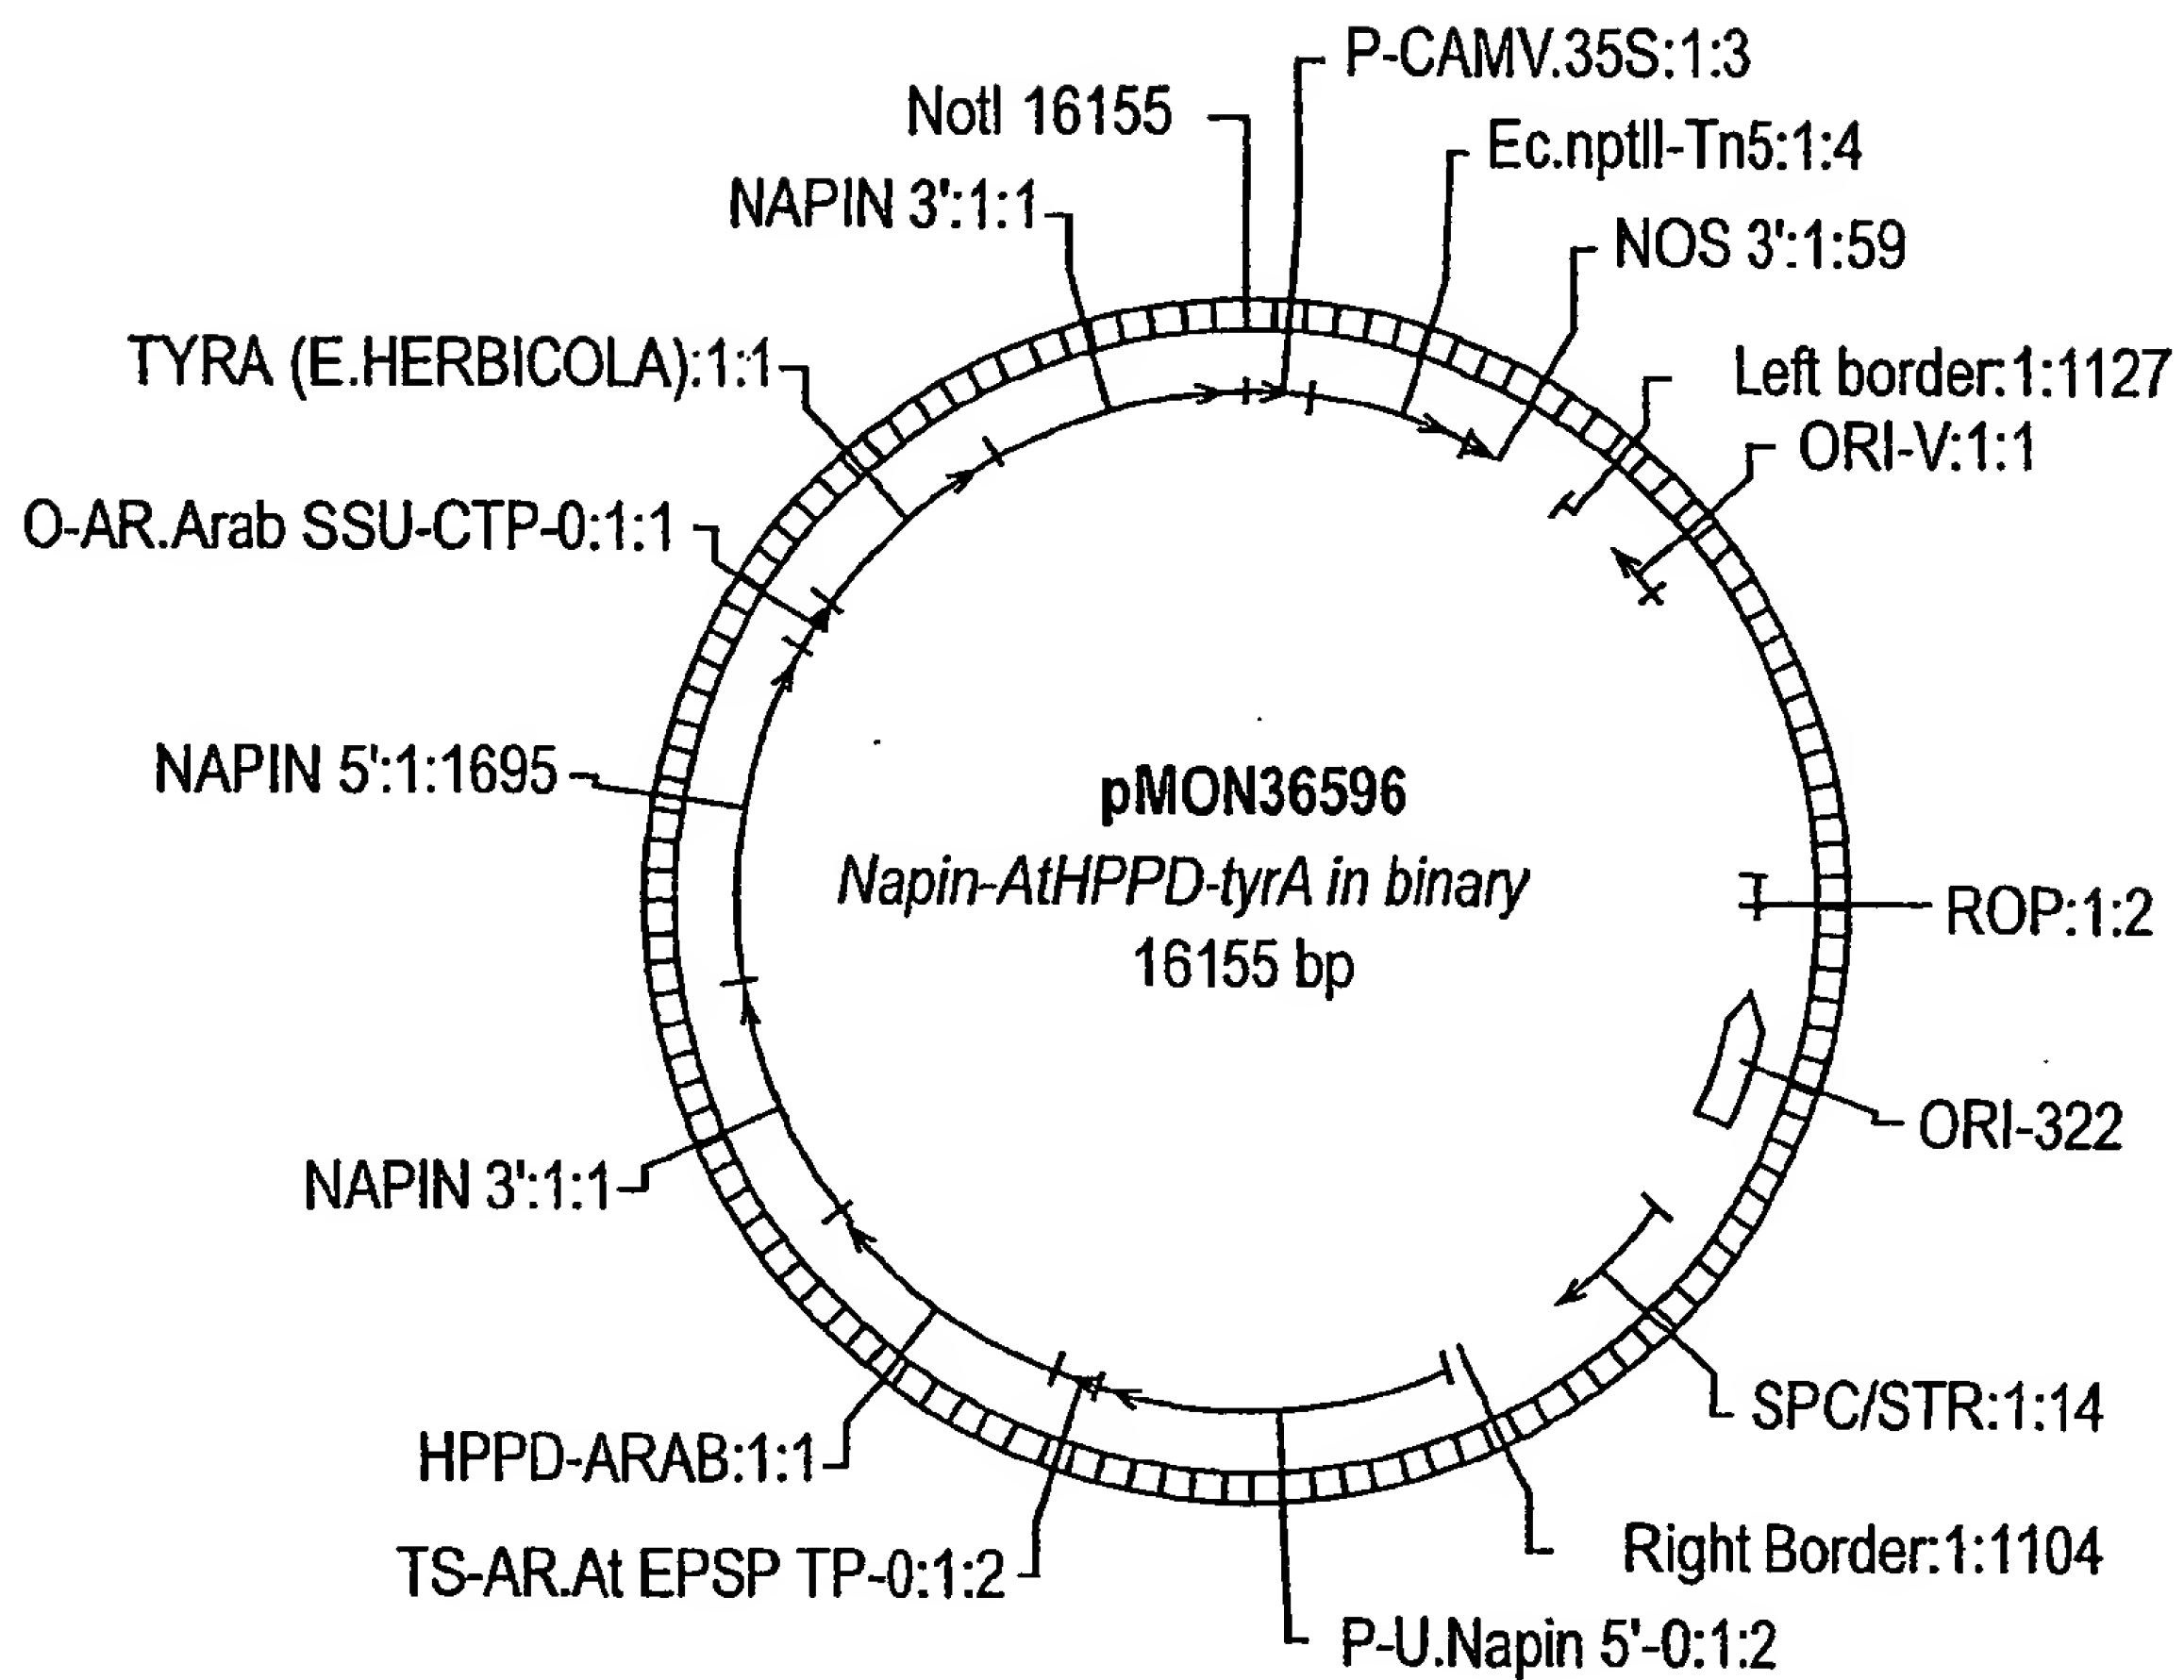 P-CAMV.35S:1:3
NotI 16155
Ec.nptII-Tn5:1:4
NAPIN 3':1:1
NOS 3':1:59
TYRA (E.HERBICOLA):1:1
Left border:1:1127
ORI-V:1:1
O-AR.Arab SSU-CTP-0:1:1
NAPIN 5':1:1695
pMON36596
Napin-AtHPPD-tyrA in binary
16155 bp
ROP:1:2
ORI-322
NAPIN 3':1:1
SPC/STR:1:14
HPPD-ARAB:1:1
Right Border:1:1104
TS-AR.At EPSP TP-0:1:2
P-U.Napin 5'-0:1:2